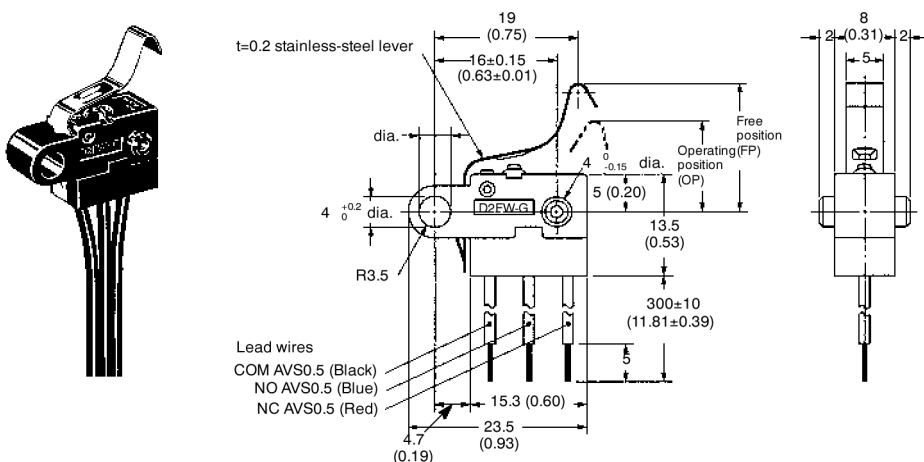 19
(0.75)
t=0.2 stainless-steel lever
16±0.15
(0.63±0.01)
dia.
4 0 -0.15 dia.
Free
position
(FP)
Operating
position
(OP)
5 (0.20)
4 +0.2 0 dia.
D2FW-G
R3.5
13.5
(0.53)
300±10
(11.81±0.39)
Lead wires
COM AVS0.5 (Black)
NO AVS0.5 (Blue)
NC AVS0.5 (Red)
5
15.3 (0.60)
23.5
(0.93)
4.7
(0.19)
8
(0.31)
2
2
5